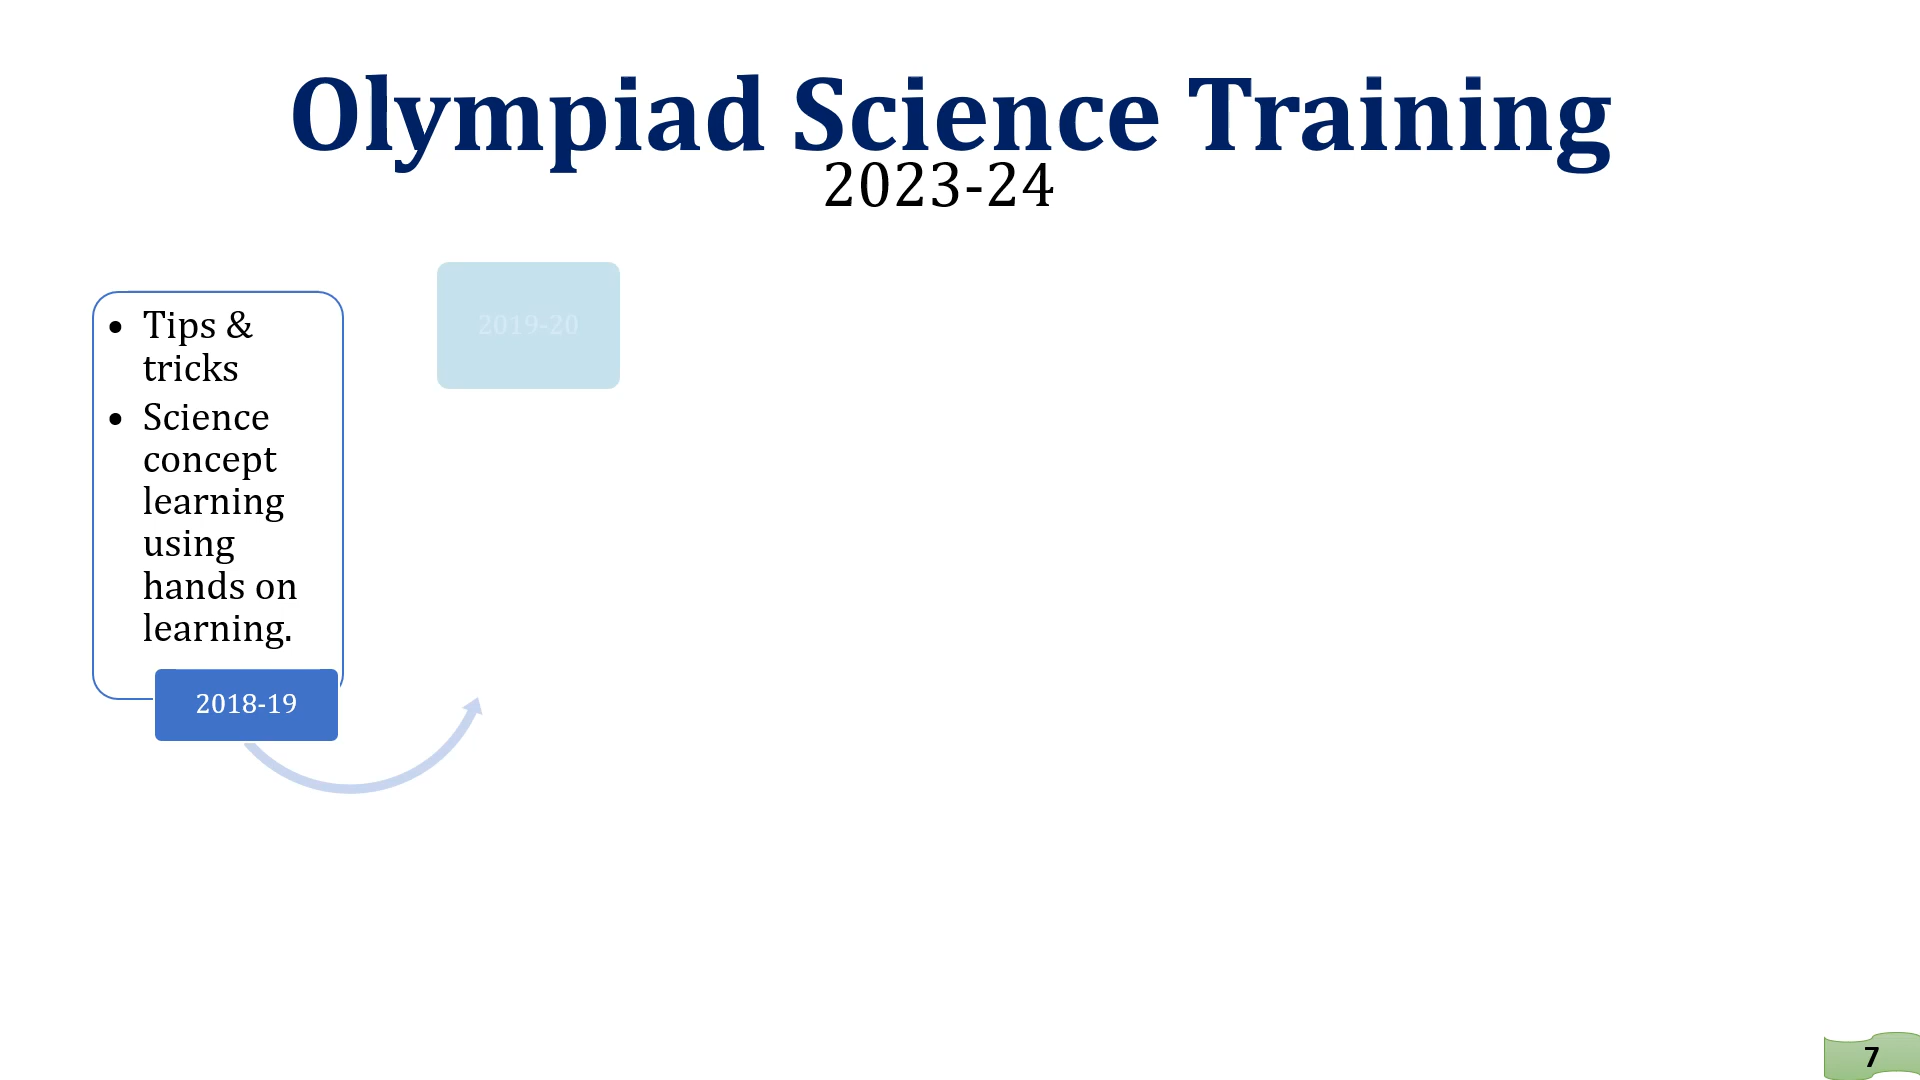 Olympiad Science Training
2023-24
2019-20
• Tips &
tricks
• Science
concept
learning
using
hands on
learning.
2018-19
7